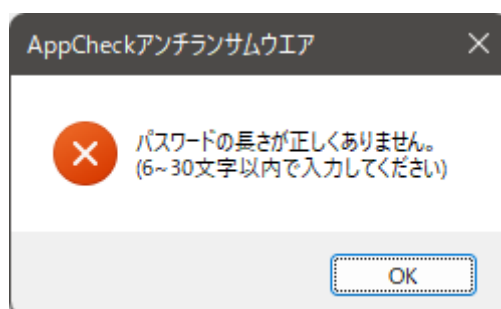 AppCheckアンチランサムウエア
パスワードの長さが正しくありません。
(6~30文字以内で入力してください)
OK